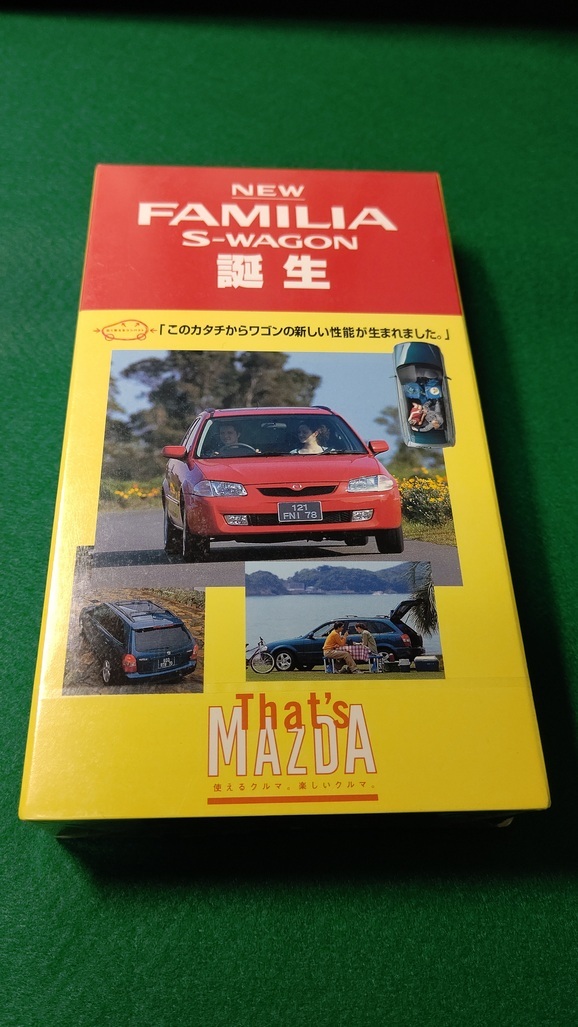 NEW
FAMILIA
S-WAGON
誕生
「このカタチからワゴンの新しい性能が生まれました。」
121
FNI 78
That's
MAZDA
使えるクルマ。楽しいクルマ。